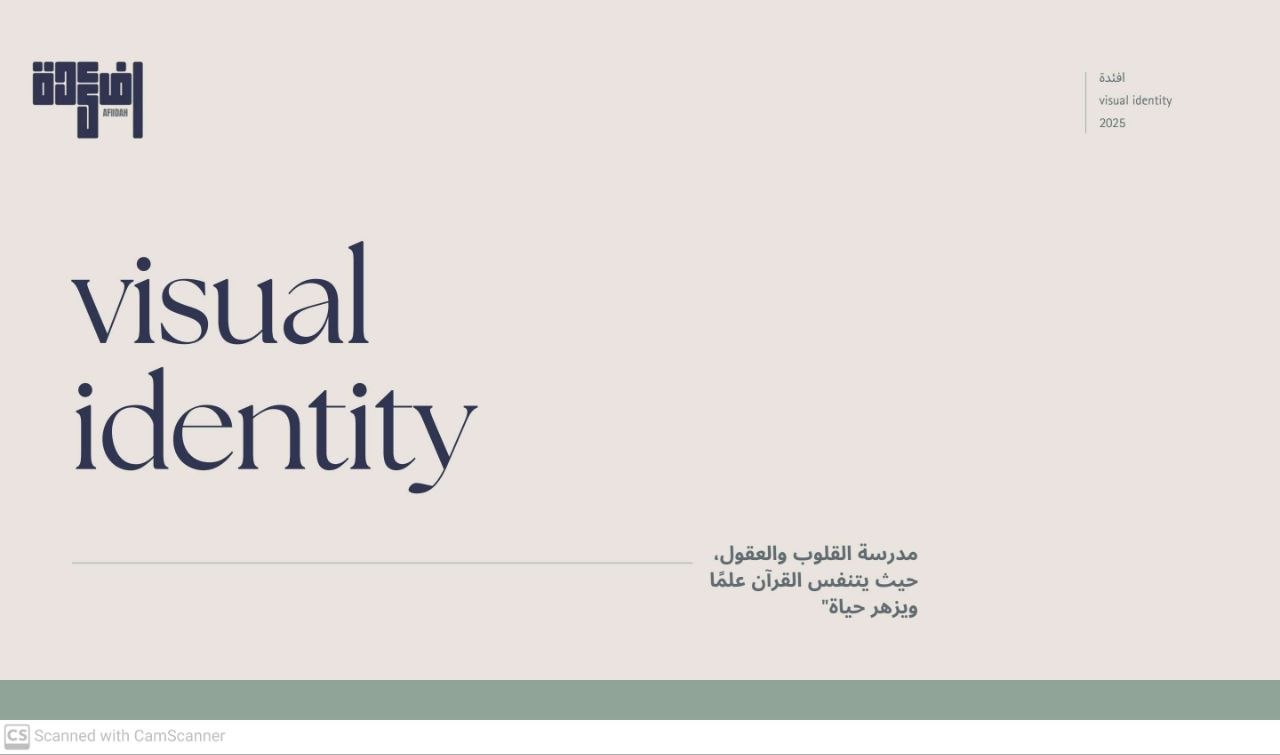 افئدة
AFIIDAH
افئدة
visual identity
2025
visual
identity
مدرسة القلوب والعقول،
حيث يتنفس القرآن علمًا
ويزهر حياة"
CS Scanned with CamScanner